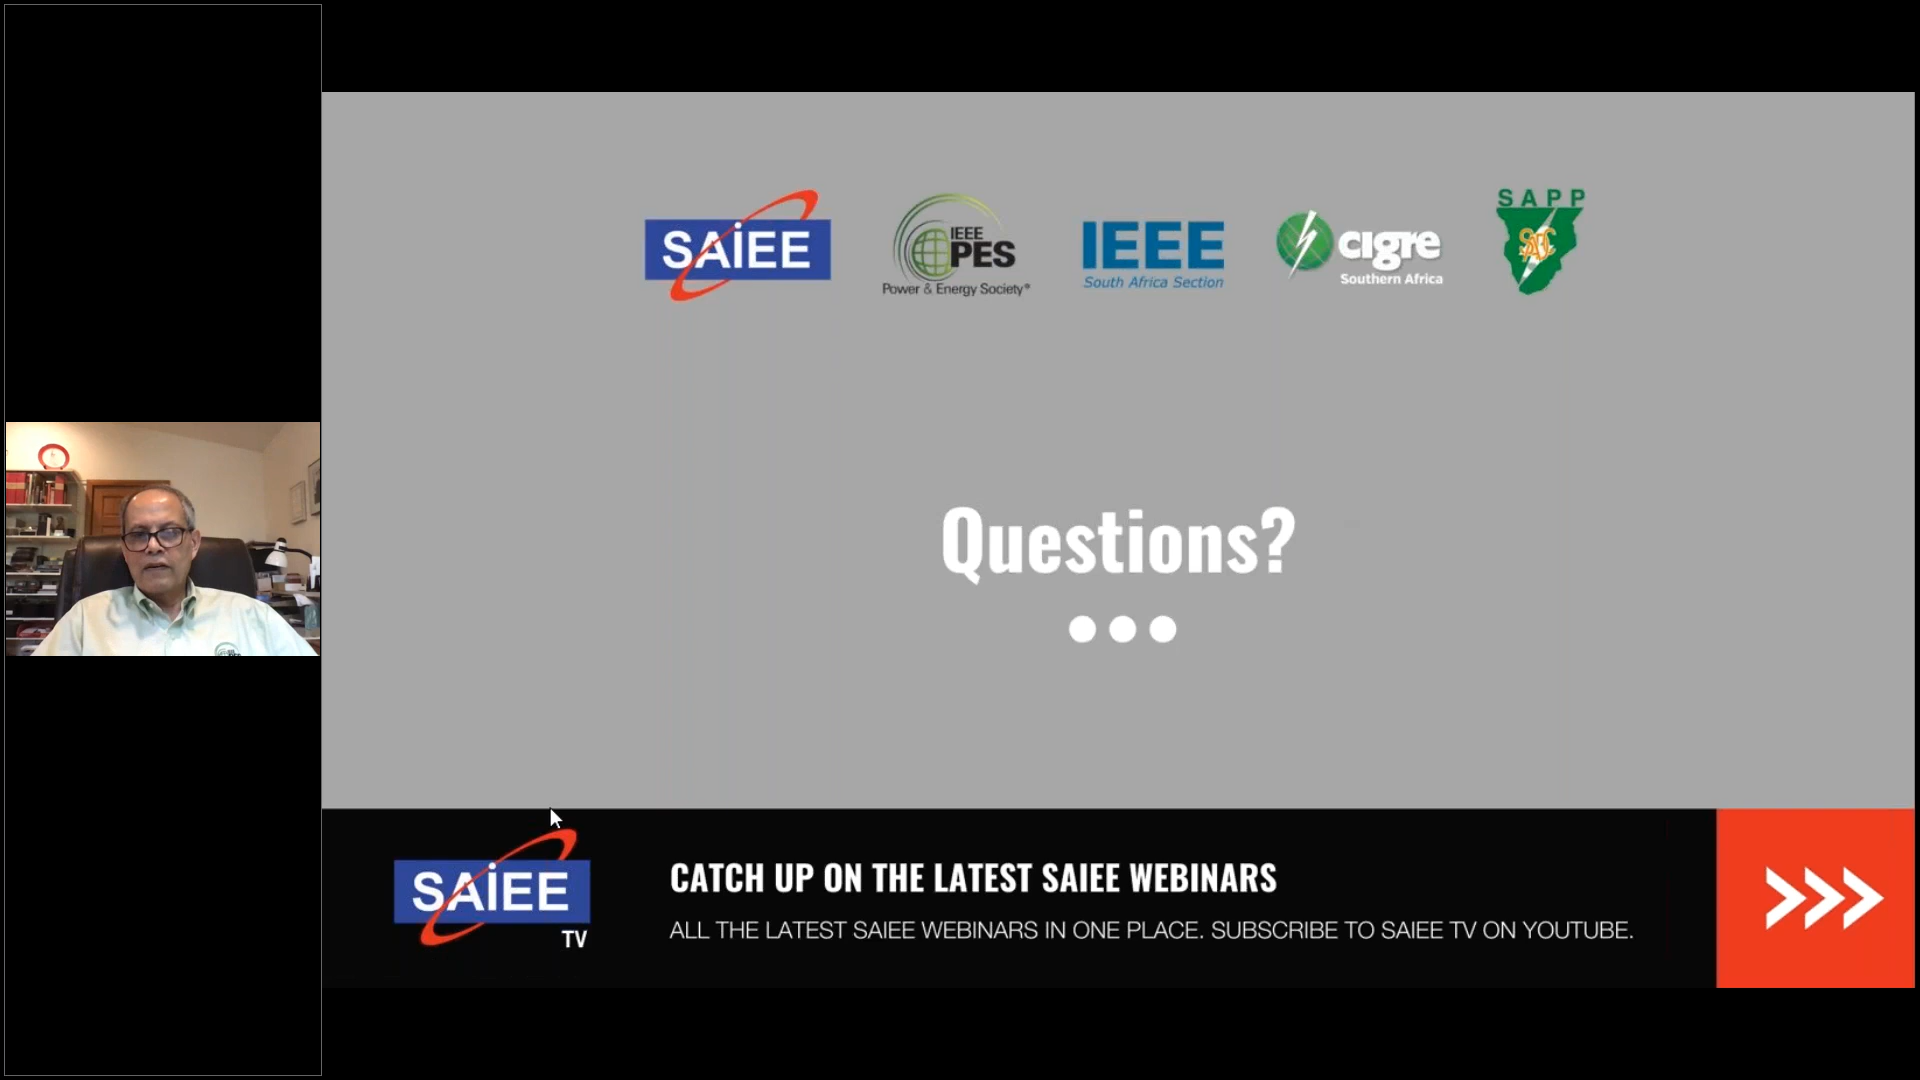 SAIEE
IEEE
PES
Power & Energy Society®
IEEE
South Africa Section
cigre
Southern Africa
SAPP
Questions?
SAIEE
TV
CATCH UP ON THE LATEST SAIEE WEBINARS
ALL THE LATEST SAIEE WEBINARS IN ONE PLACE. SUBSCRIBE TO SAIEE TV ON YOUTUBE.